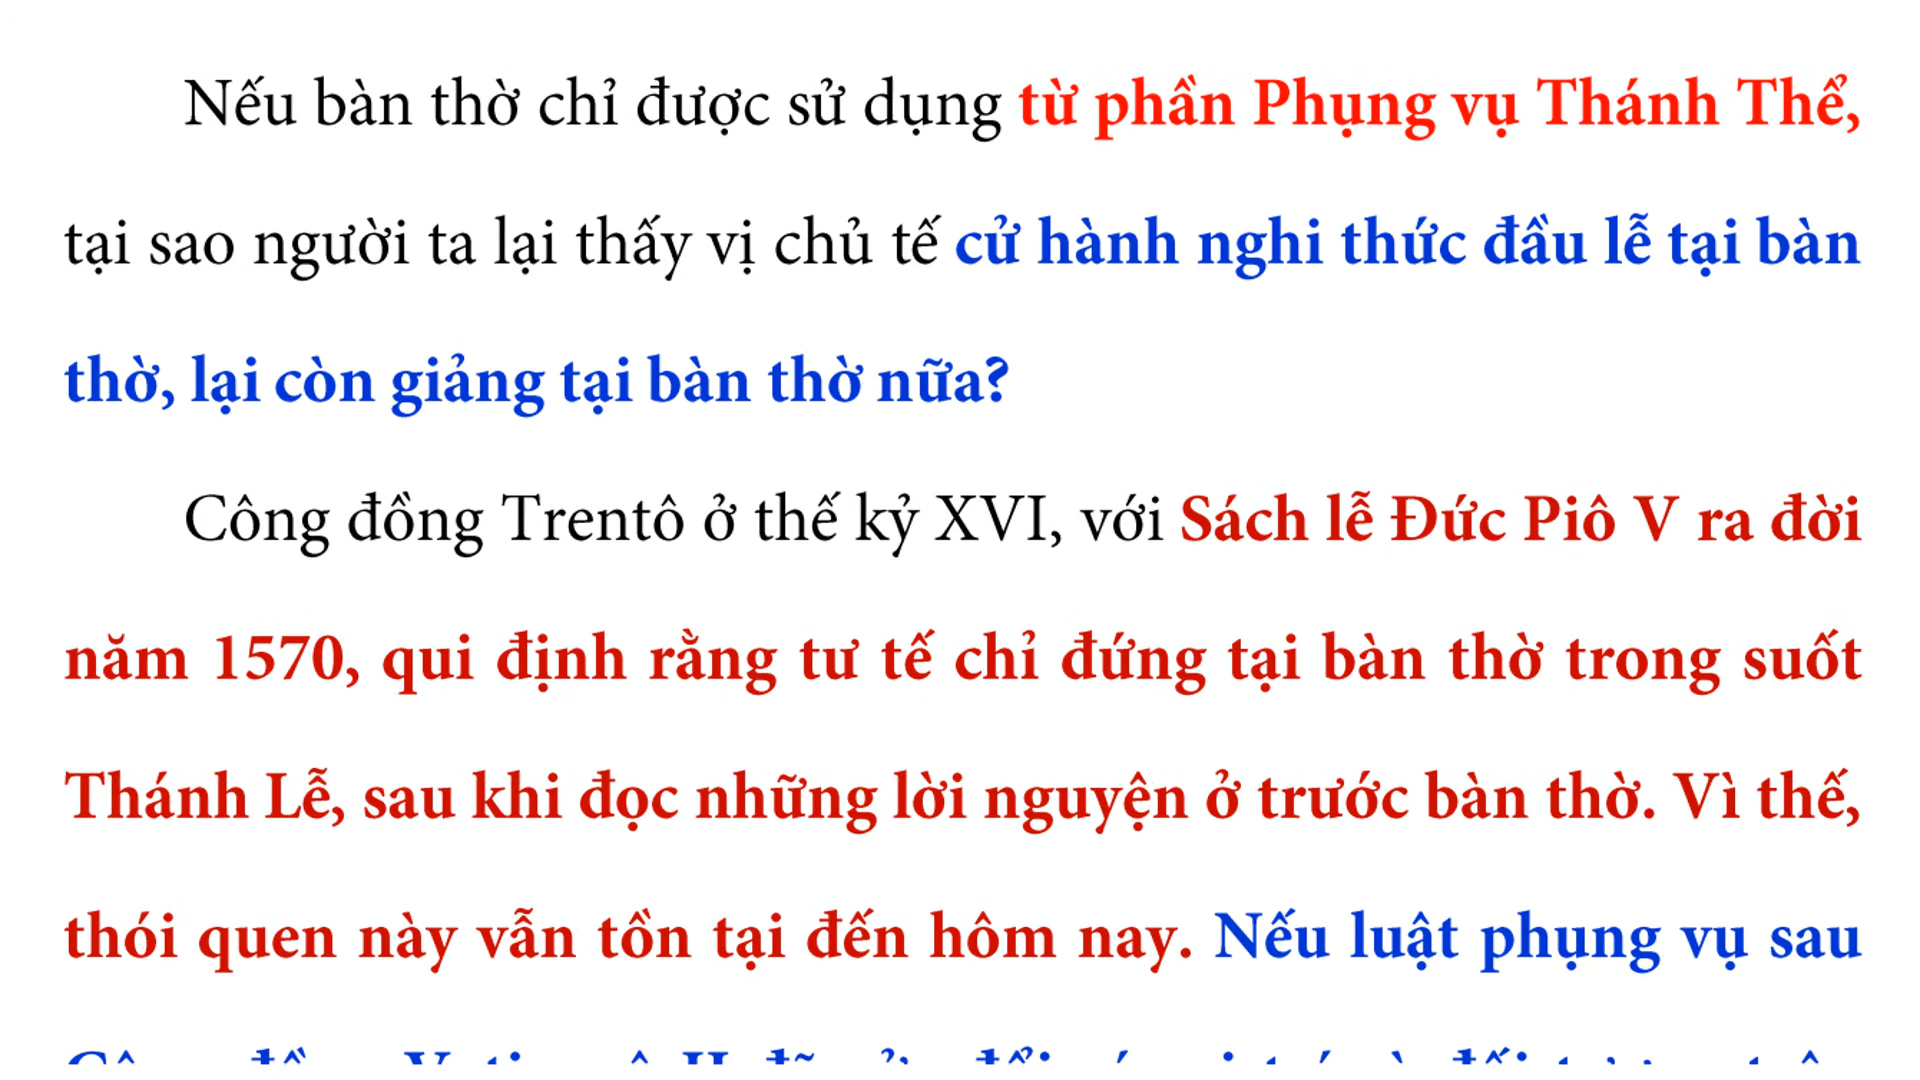 Nếu bàn thờ chỉ được sử dụng từ phần Phụng vụ Thánh Thể,
tại sao người ta lại thấy vị chủ tế cử hành nghi thức đầu lễ tại bàn
thờ, lại còn giảng tại bàn thờ nữa?
Công đồng Trentô ở thế kỷ XVI, với Sách lễ Đức Piô V ra đời
năm 1570, qui định rằng tư tế chỉ đứng tại bàn thờ trong suốt
Thánh Lễ, sau khi đọc những lời nguyện ở trước bàn thờ. Vì thế,
thói quen này vẫn tồn tại đến hôm nay. Nếu luật phụng vụ sau